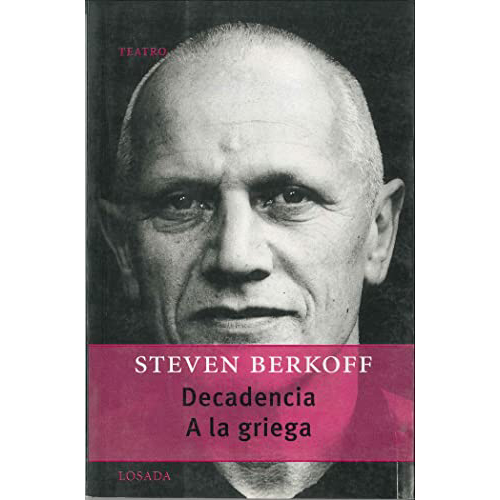 TEATRO
STEVEN BERKOFF
Decadencia
A la griega
LOSADA